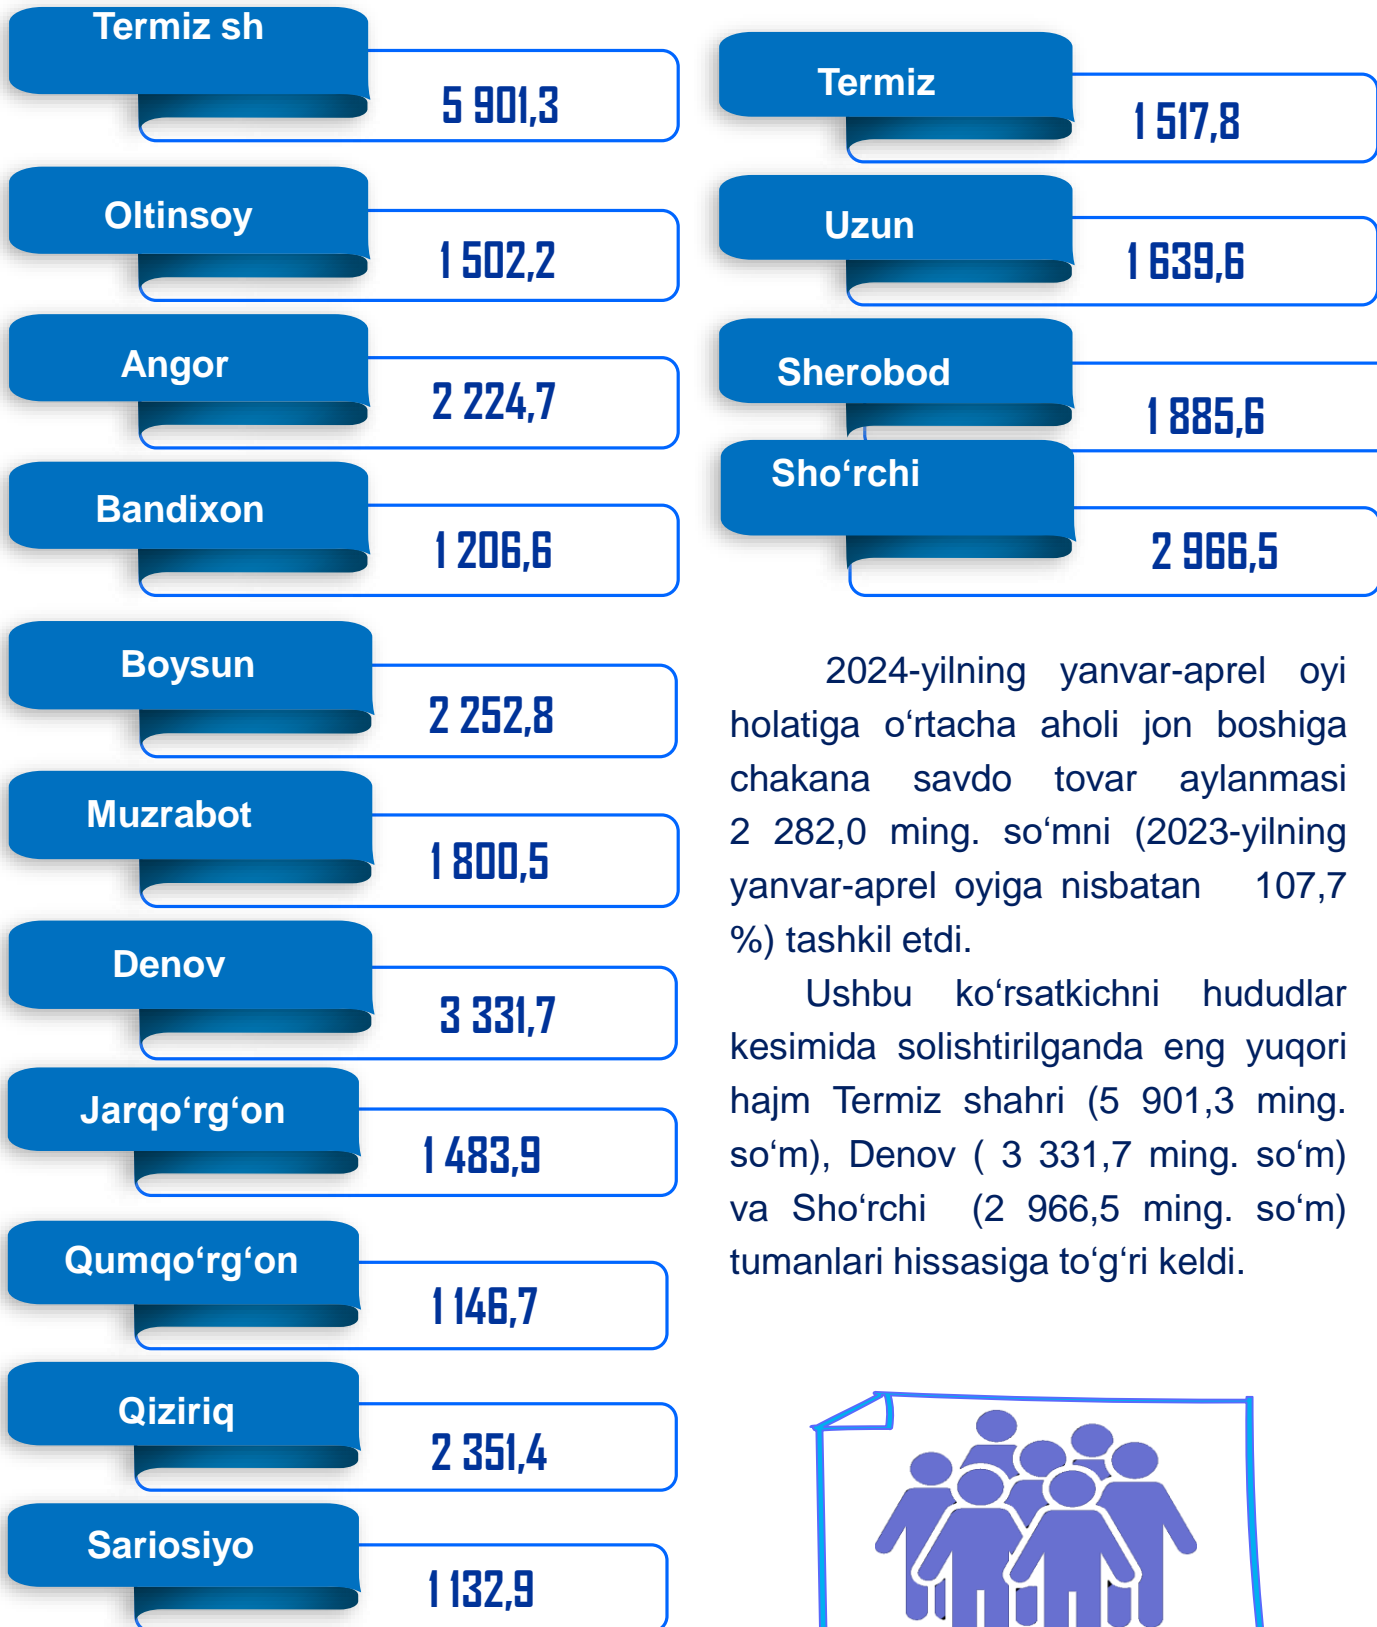 Termiz sh
5 901,3
Oltinsoy
1 502,2
Angor
2 224,7
Bandixon
1 206,6
Boysun
2 252,8
Muzrabot
1 800,5
Denov
3 331,7
Jarqo‘rg‘on
1 483,9
Qumqo‘rg‘on
1 146,7
Qiziriq
2 351,4
Sariosiyo
1 132,9
Termiz
1 517,8
Uzun
1 639,6
Sherobod
1 885,6
Sho‘rchi
2 966,5
2024-yilning yanvar-aprel oyi
holatiga o‘rtacha aholi jon boshiga
chakana savdo tovar aylanmasi
2 282,0 ming. so‘mni (2023-yilning
yanvar-aprel oyiga nisbatan 107,7
%) tashkil etdi.
Ushbu ko‘rsatkichni hududlar
kesimida solishtirilganda eng yuqori
hajm Termiz shahri (5 901,3 ming.
so‘m), Denov ( 3 331,7 ming. so‘m)
va Sho‘rchi (2 966,5 ming. so‘m)
tumanlari hissasiga to‘g‘ri keldi.